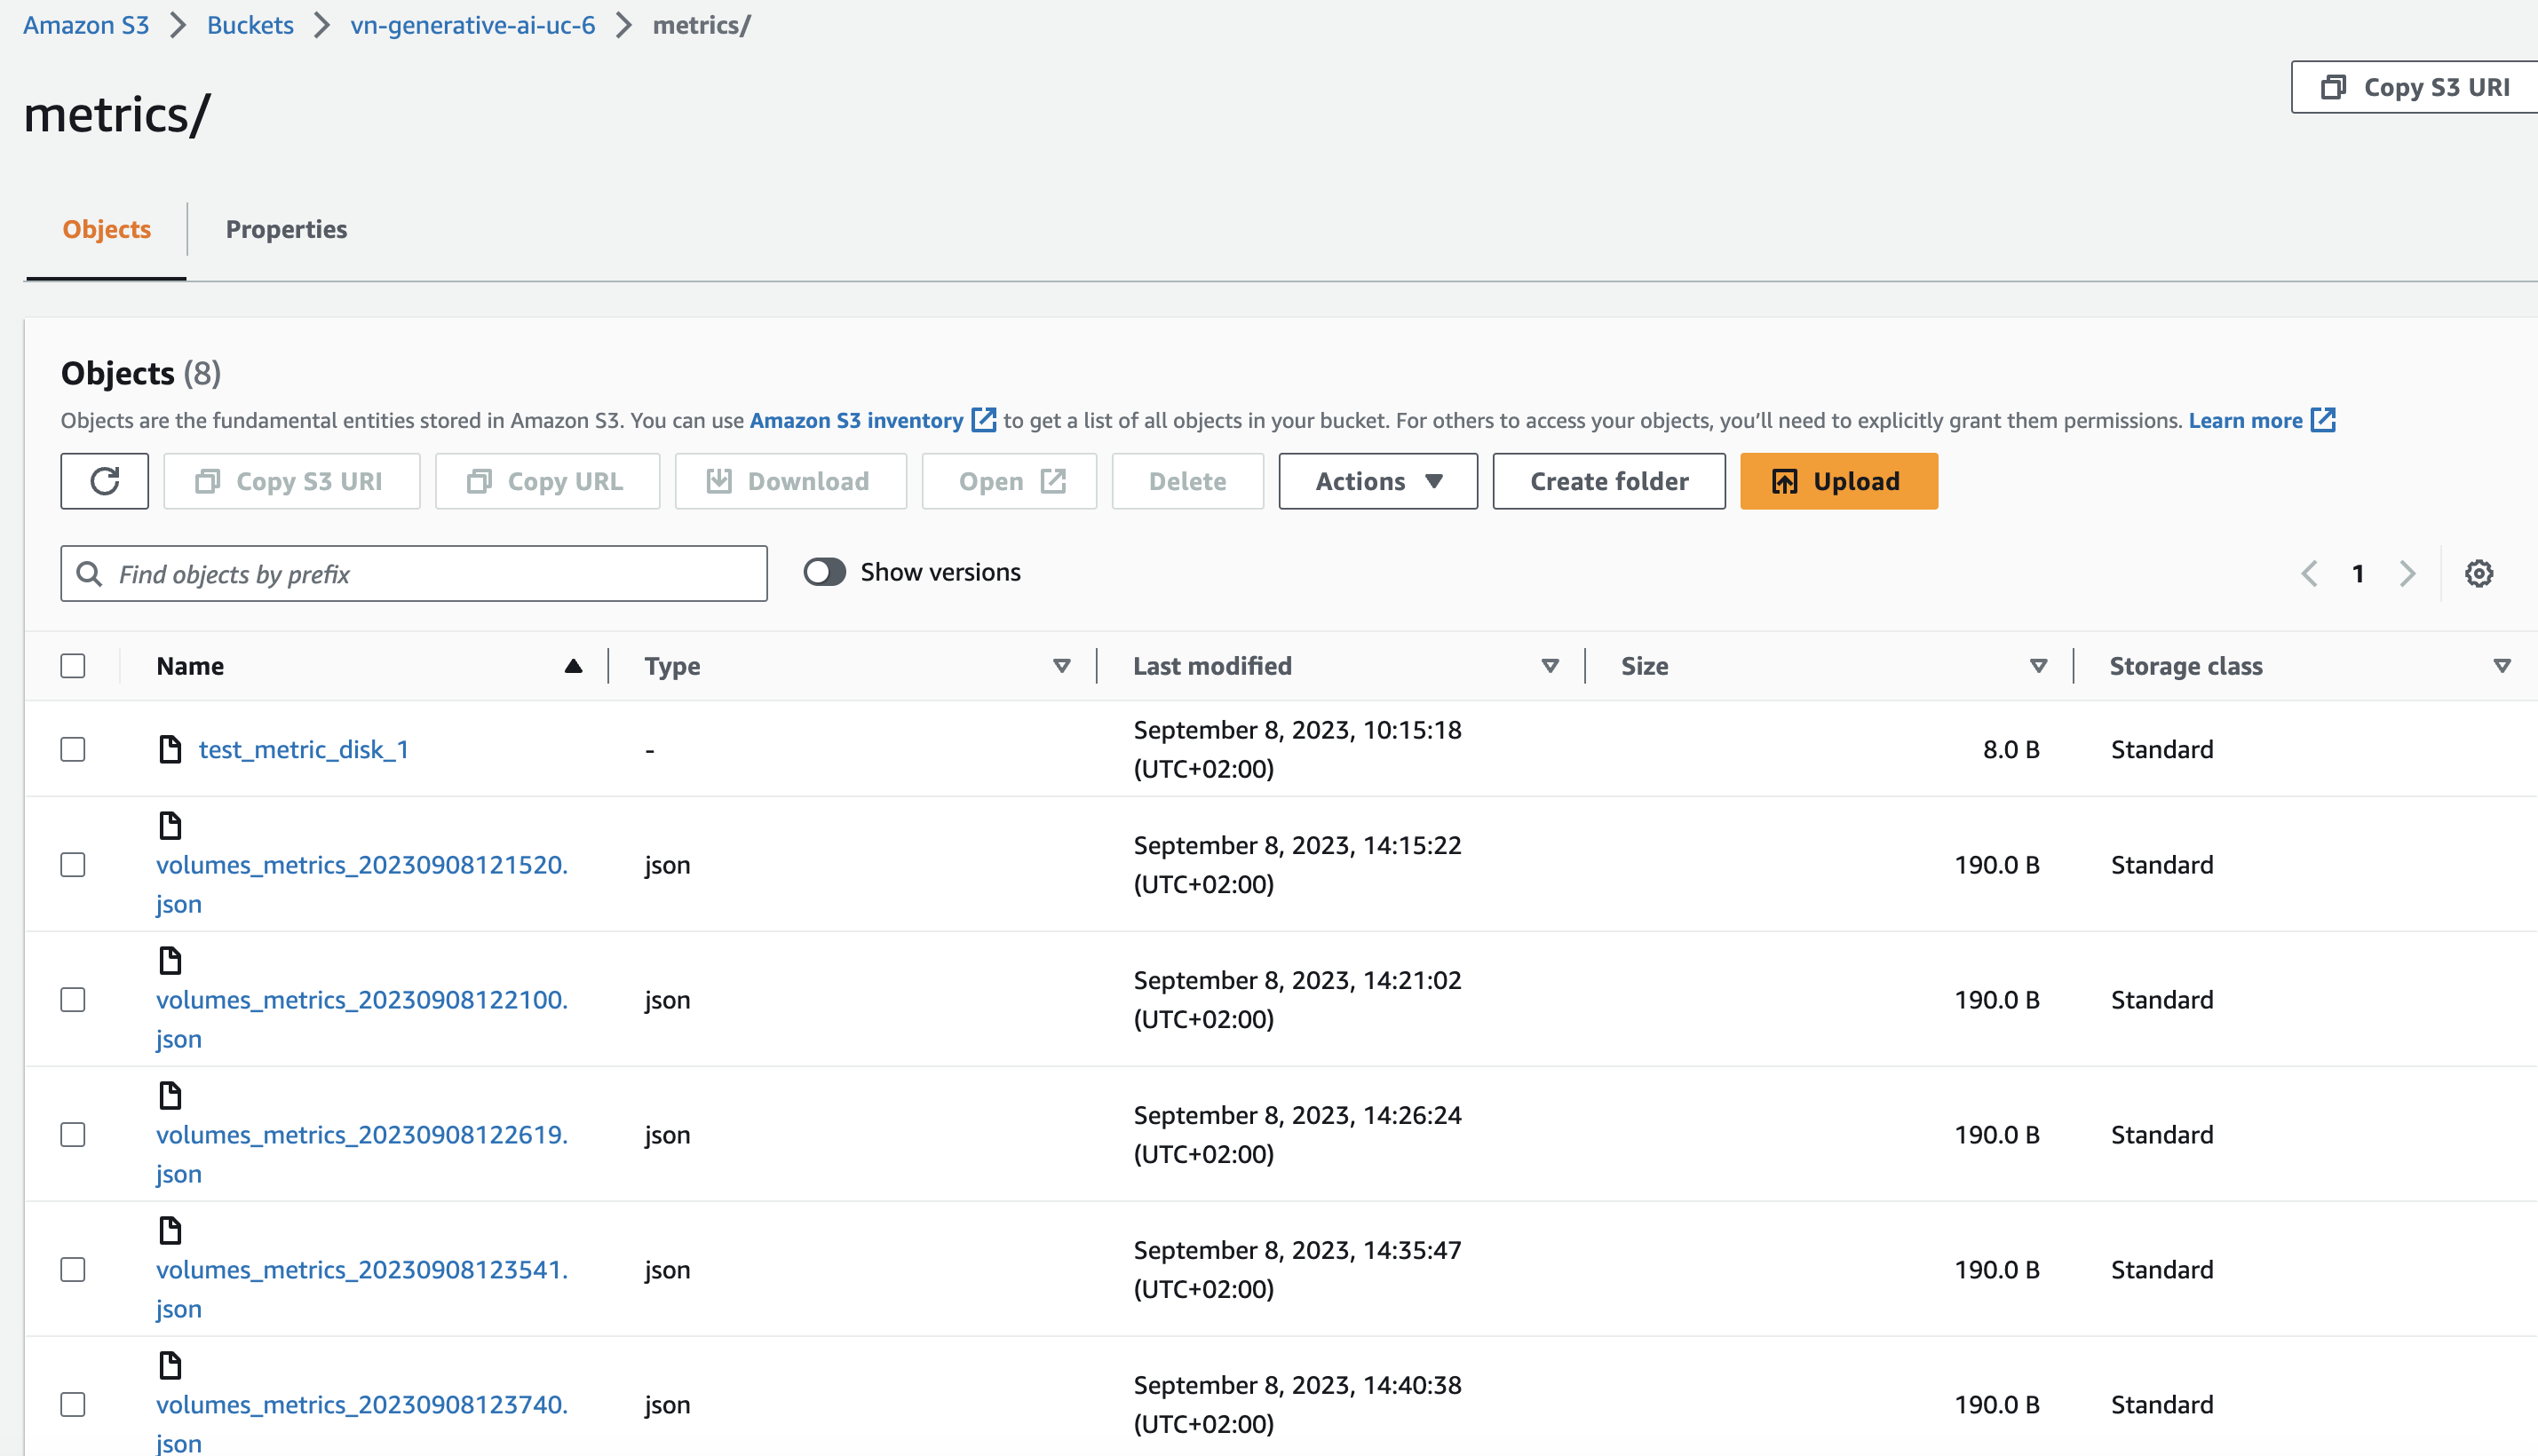 Amazon S3 > Buckets > vn-generative-ai-uc-6 > metrics/
Copy S3 URI
metrics/
Objects Properties
Objects (8)
Objects are the fundamental entities stored in Amazon S3. You can use Amazon S3 inventory to get a list of all objects in your bucket. For others to access your objects, you’ll need to explicitly grant them permissions. Learn more
Copy S3 URI Copy URL Download Open Delete Actions Create folder Upload
Find objects by prefix Show versions 1
Name Type Last modified Size Storage class
test_metric_disk_1 - September 8, 2023, 10:15:18 (UTC+02:00) 8.0 B Standard
volumes_metrics_20230908121520.json json September 8, 2023, 14:15:22 (UTC+02:00) 190.0 B Standard
volumes_metrics_20230908122100.json json September 8, 2023, 14:21:02 (UTC+02:00) 190.0 B Standard
volumes_metrics_20230908122619.json json September 8, 2023, 14:26:24 (UTC+02:00) 190.0 B Standard
volumes_metrics_20230908123541.json json September 8, 2023, 14:35:47 (UTC+02:00) 190.0 B Standard
volumes_metrics_20230908123740.json json September 8, 2023, 14:40:38 (UTC+02:00) 190.0 B Standard